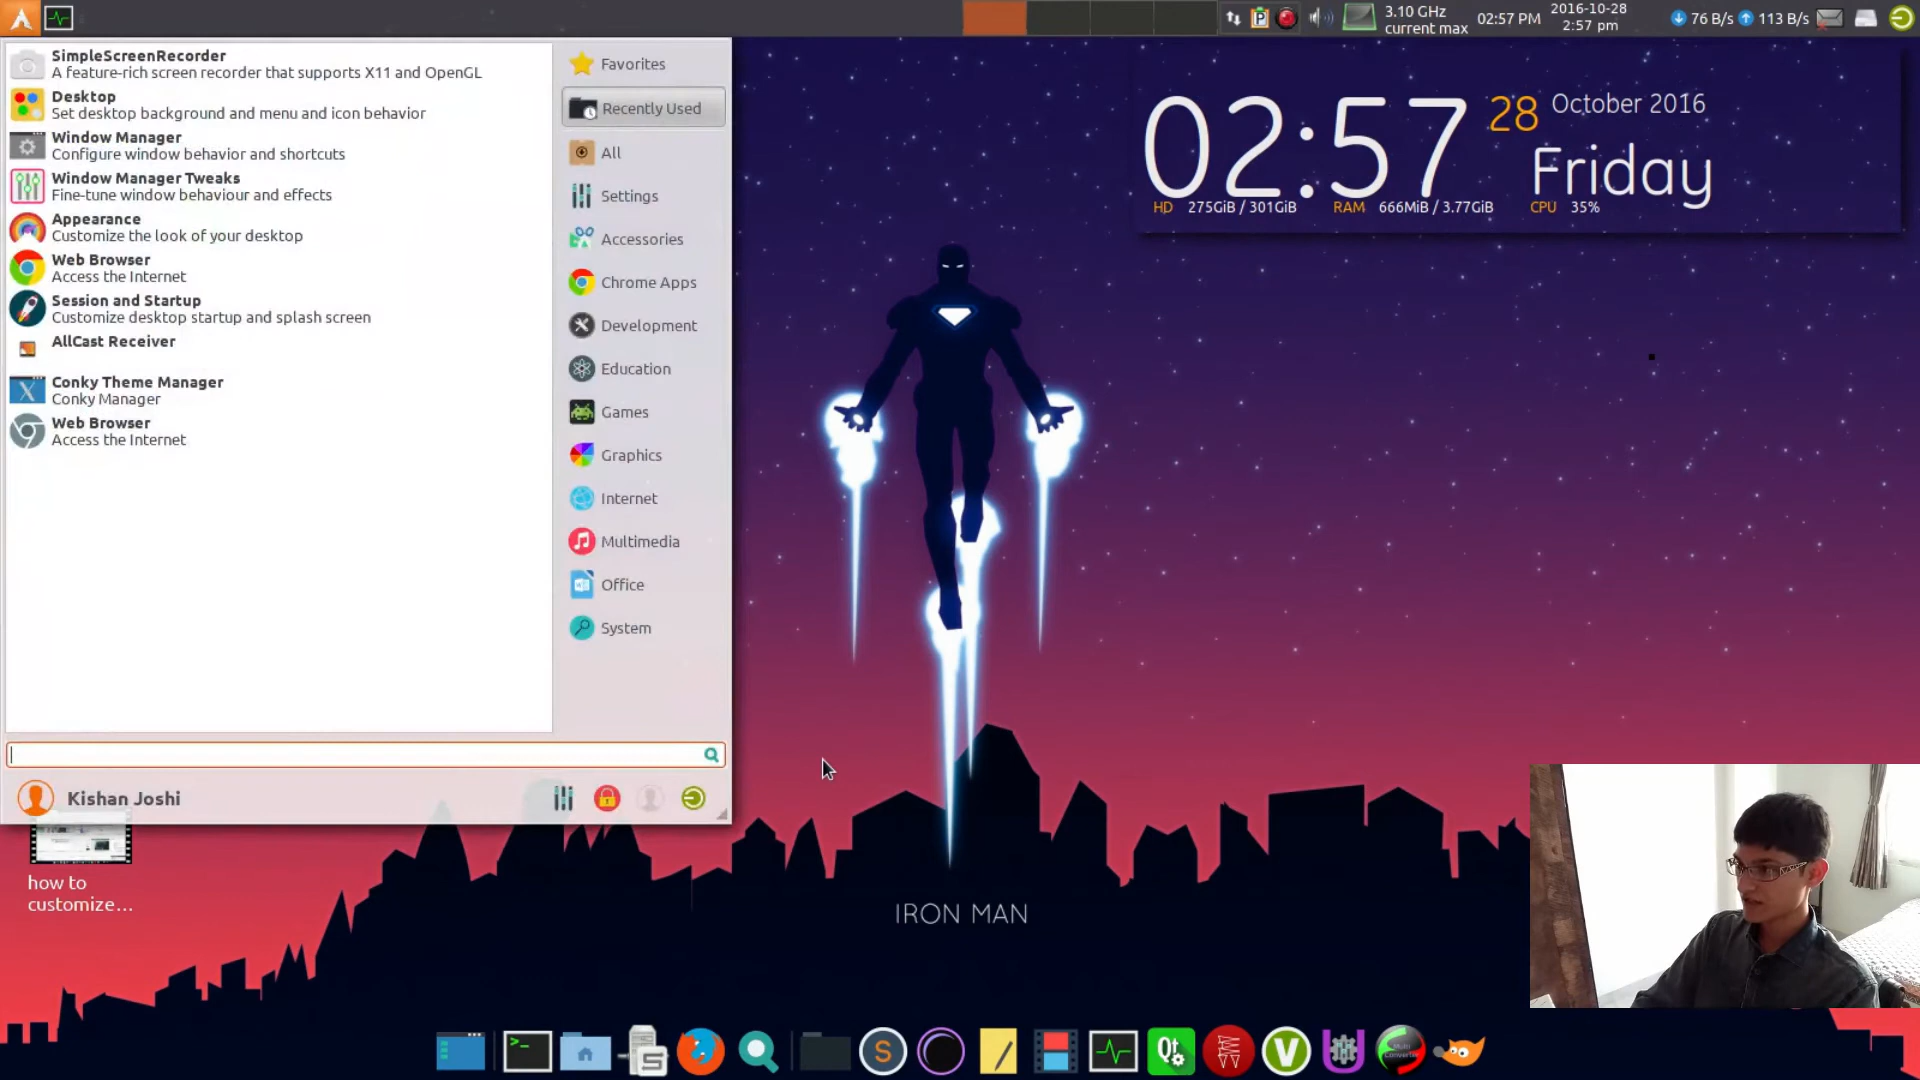 3.10 GHz
current max
02:57 PM
2016-10-28
2:57 pm
76 B/s
113 B/s
SimpleScreenRecorder
A feature-rich screen recorder that supports X11 and OpenGL
Desktop
Set desktop background and menu and icon behavior
Window Manager
Configure window behavior and shortcuts
Window Manager Tweaks
Fine-tune window behaviour and effects
Appearance
Customize the look of your desktop
Web Browser
Access the Internet
Session and Startup
Customize desktop startup and splash screen
AllCast Receiver
Conky Theme Manager
Conky Manager
Web Browser
Access the Internet
Favorites
Recently Used
All
Settings
Accessories
Chrome Apps
Development
Education
Games
Graphics
Internet
Multimedia
Office
System
Kishan Joshi
02:57
28
October 2016
Friday
HD 275GiB / 301GiB RAM 666MiB / 3.77GiB CPU 35%
how to
customize...
IRON MAN